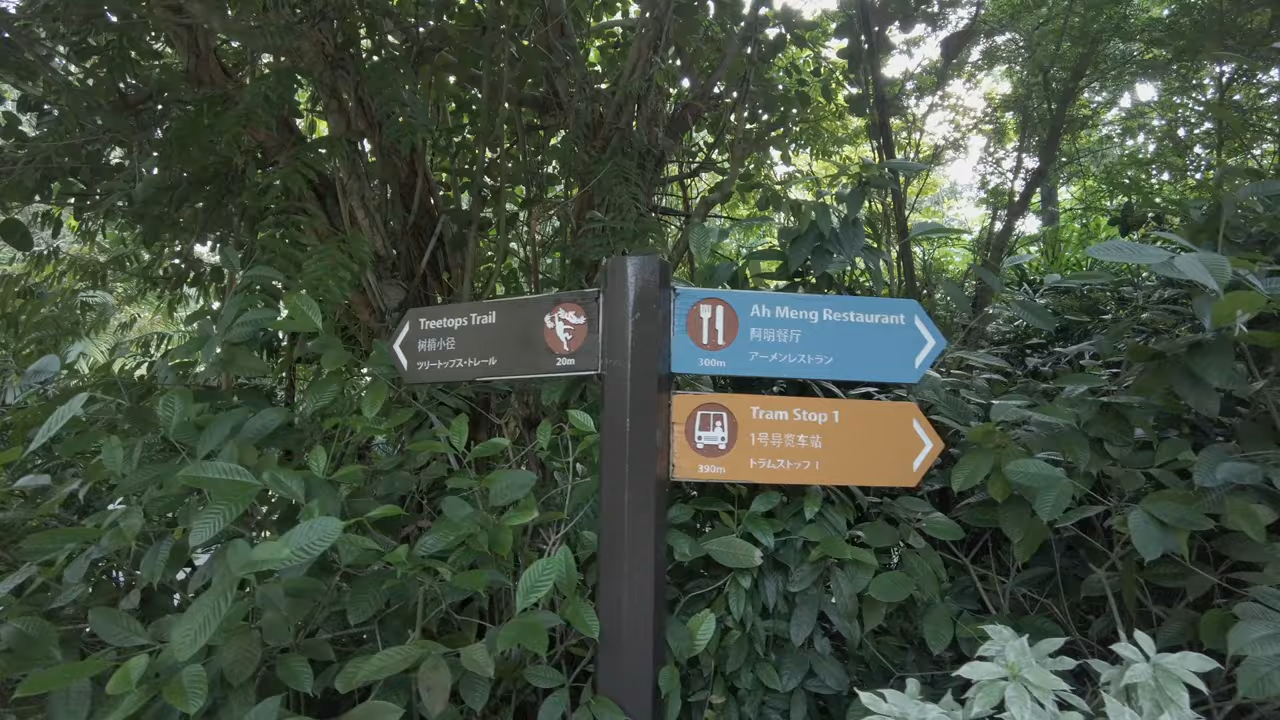 Treetops Trail
树梢小径
ツリートップス・トレール
20m
Ah Meng Restaurant
阿明餐厅
アーメンレストラン
300m
Tram Stop 1
1号导览车站
トラムストップ 1
390m